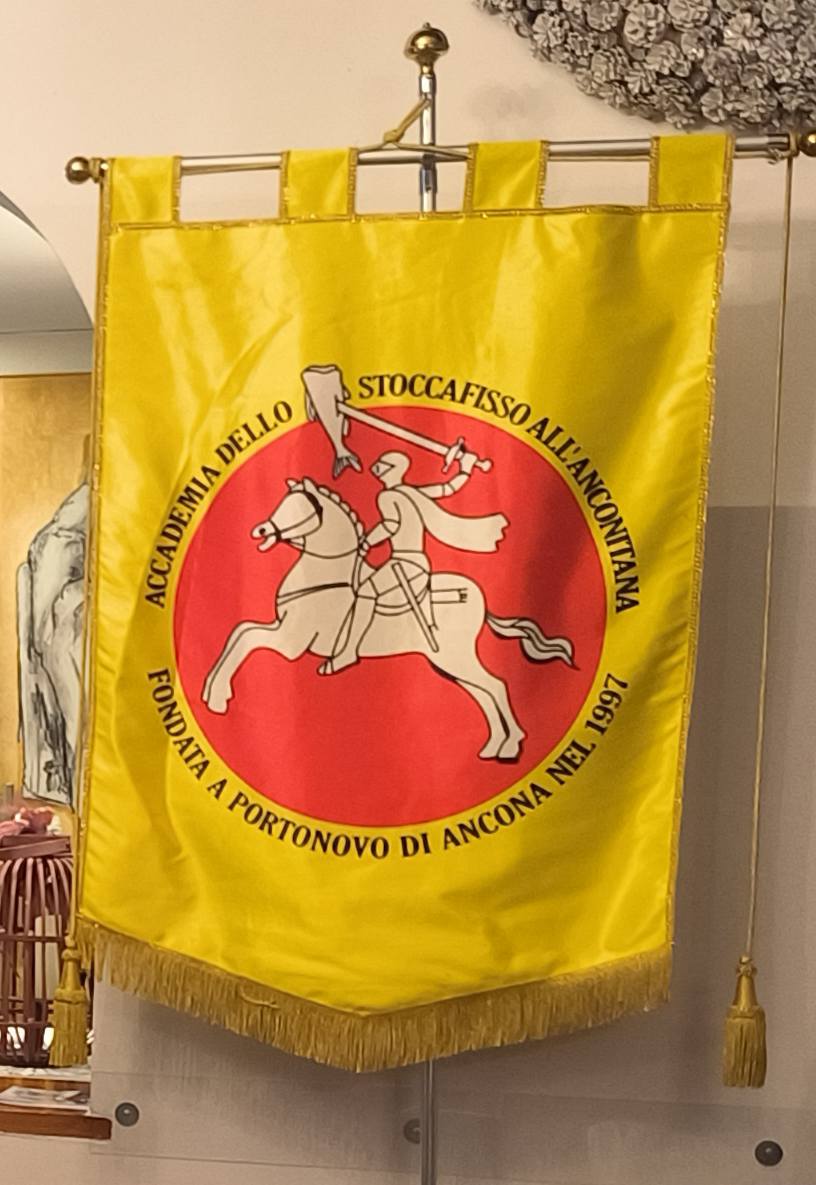 ACCADEMIA DELLO STOCCAFISSO ALL'ANCONITANA
FONDATA A PORTONOVO DI ANCONA NEL 1997